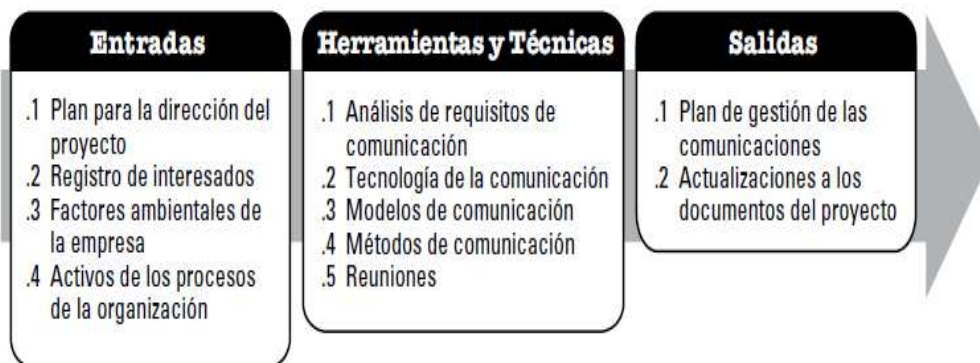 Entradas
.1 Plan para la dirección del
proyecto
.2 Registro de interesados
.3 Factores ambientales de
la empresa
.4 Activos de los procesos
de la organización
Herramientas y Técnicas
.1 Análisis de requisitos de
comunicación
.2 Tecnología de la comunicación
.3 Modelos de comunicación
.4 Métodos de comunicación
.5 Reuniones
Salidas
.1 Plan de gestión de las
comunicaciones
.2 Actualizaciones a los
documentos del proyecto